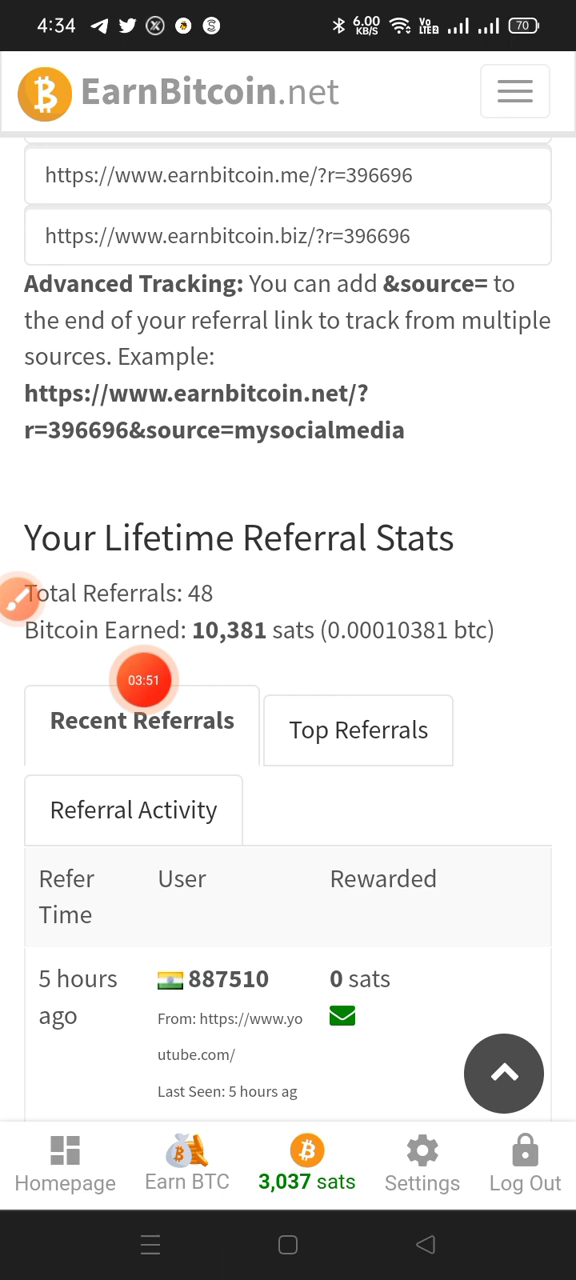 4:34
6.00 KB/S
Vo LTE
70
EarnBitcoin.net
https://www.earnbitcoin.me/?r=396696
https://www.earnbitcoin.biz/?r=396696
Advanced Tracking: You can add &source= to
the end of your referral link to track from multiple
sources. Example:
https://www.earnbitcoin.net/?
r=396696&source=mysocialmedia
Your Lifetime Referral Stats
Total Referrals: 48
Bitcoin Earned: 10,381 sats (0.00010381 btc)
03:51
Recent Referrals
Top Referrals
Referral Activity
Refer Time
User
Rewarded
5 hours ago
887510
0 sats
From: https://www.yo
utube.com/
Last Seen: 5 hours ag
Homepage
Earn BTC
3,037 sats
Settings
Log Out